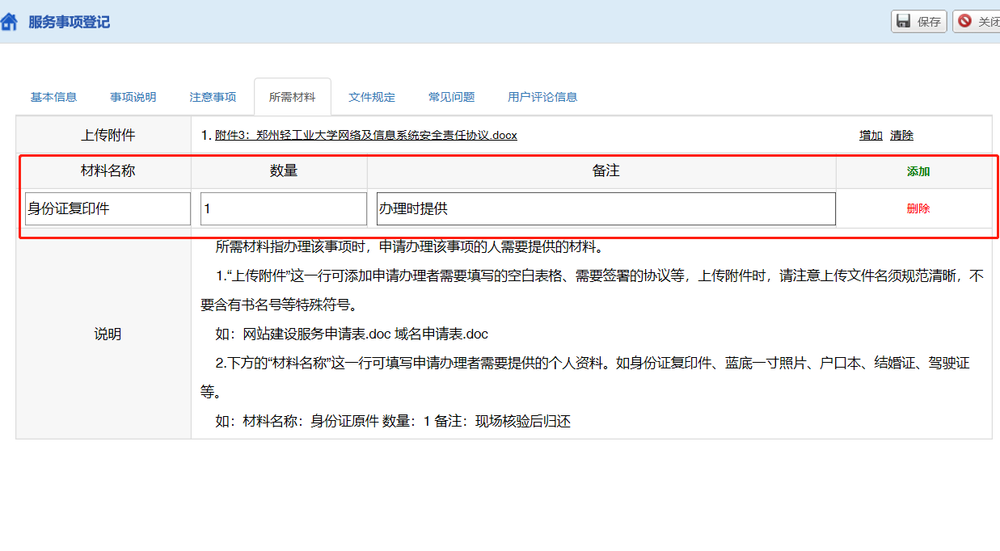 服务事项登记 保存 关闭
基本信息 事项说明 注意事项 所需材料 文件规定 常见问题 用户评论信息
上传附件 1. 附件3：郑州轻工业大学网络及信息系统安全责任协议.docx 增加 清除
材料名称 数量 备注 添加
身份证复印件 1 办理时提供 删除
所需材料指办理该事项时，申请办理该事项的人需要提供的材料。
1.“上传附件”这一行可添加申请办理者需要填写的空白表格、需要签署的协议等，上传附件时，请注意上传文件名须规范清晰，不
要含有书名号等特殊符号。
说明 如：网站建设服务申请表.doc 域名申请表.doc
2.下方的“材料名称”这一行可填写申请办理者需要提供的个人资料。如身份证复印件、蓝底一寸照片、户口本、结婚证、驾驶证
等。
如：材料名称：身份证原件 数量：1 备注：现场核验后归还